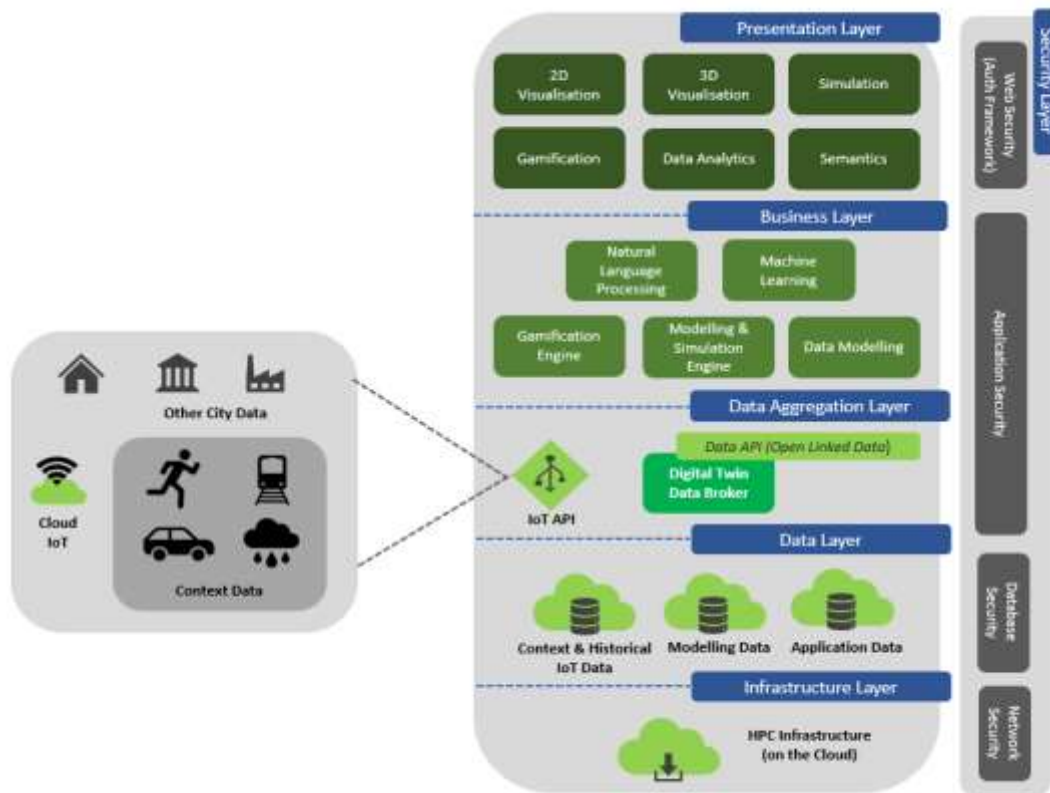 Presentation Layer
2D
Visualisation
3D
Visualisation
Simulation
Gamification
Data Analytics
Semantics
Business Layer
Natural
Language
Processing
Machine
Learning
Gamification
Engine
Modelling &
Simulation
Engine
Data Modelling
Data Aggregation Layer
Data API (Open Linked Data)
IoT API
Digital Twin
Data Broker
Data Layer
Context & Historical
IoT Data
Modelling Data
Application Data
Infrastructure Layer
HPC Infrastructure
(on the Cloud)
Other City Data
Cloud
IoT
Context Data
Security Layer
Web Security
(Auth Framework)
Application Security
Database
Security
Network
Security